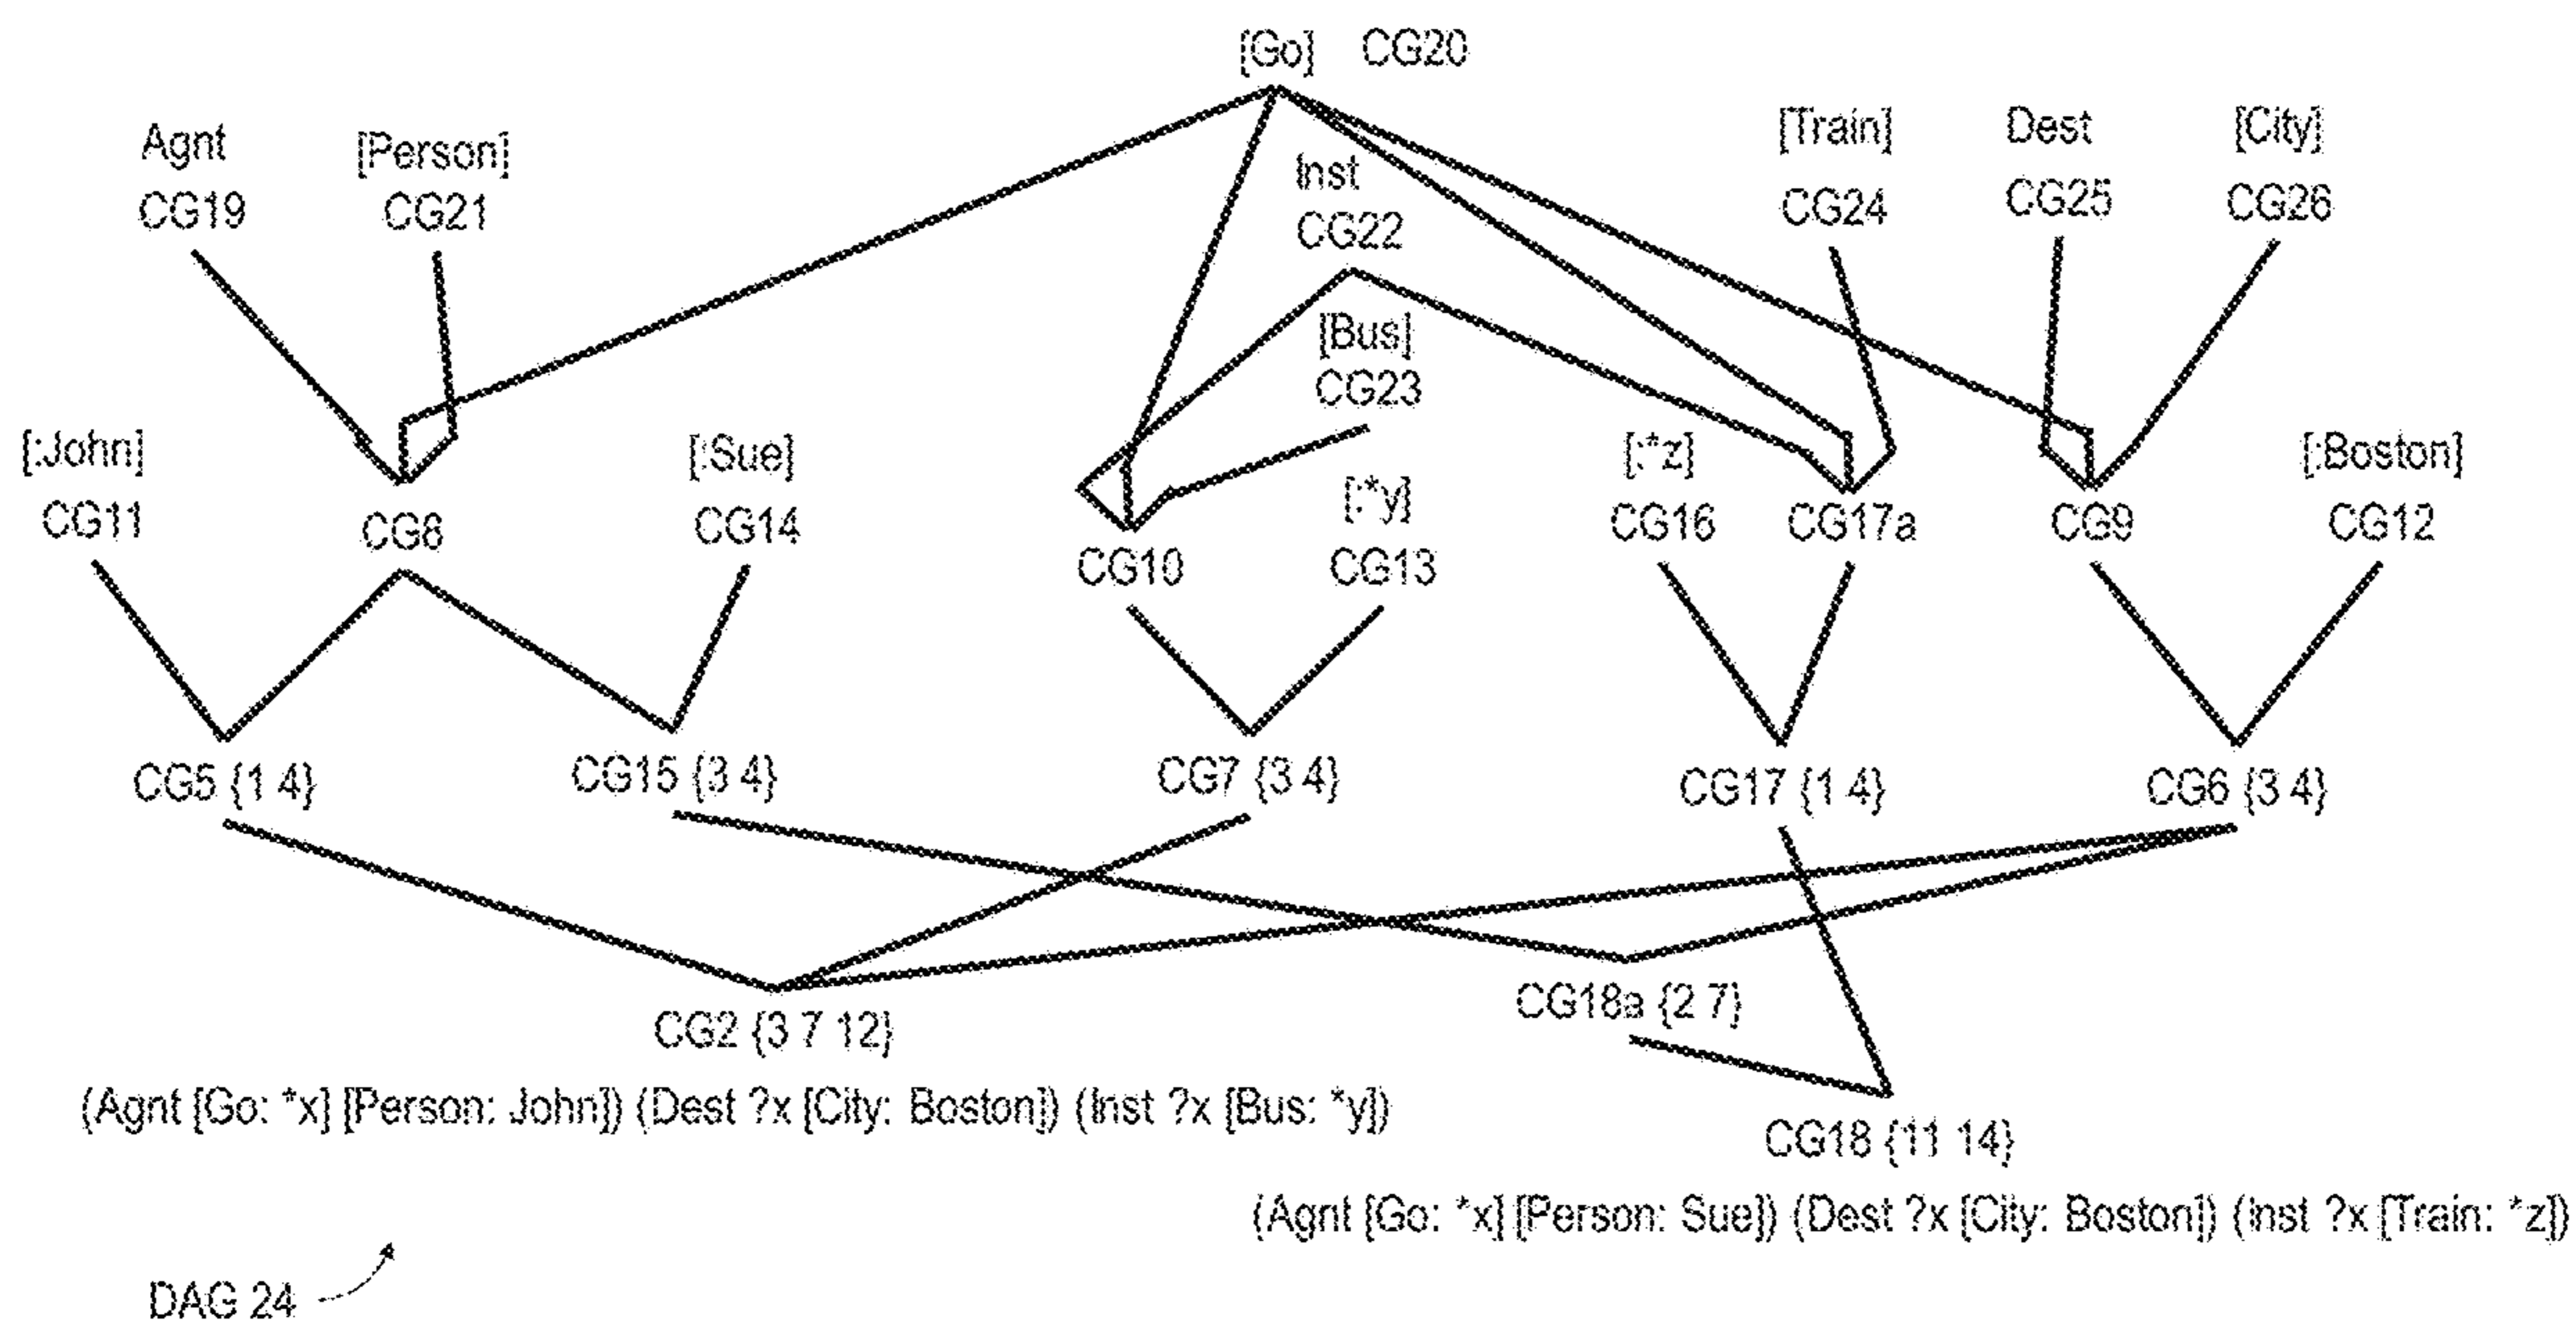 [Go] CG20
Agnt
CG19
[Person]
CG21
Inst
CG22
[Train]
CG24
Dest
CG25
[City]
CG26
[Bus]
CG23
[:John]
CG11
CG8
[:Sue]
CG14
CG10
[:*y]
CG13
[:*z]
CG16
CG17a
CG9
[:Boston]
CG12
CG5 {1 4}
CG15 {3 4}
CG7 {3 4}
CG17 {1 4}
CG6 {3 4}
CG2 {3 7 12}
CG18a {2 7}
(Agnt [Go: *x] [Person: John]) (Dest ?x [City: Boston]) (Inst ?x [Bus: *y])
CG18 {11 14}
(Agnt [Go: *x] [Person: Sue]) (Dest ?x [City: Boston]) (Inst ?x [Train: *z])
DAG 24